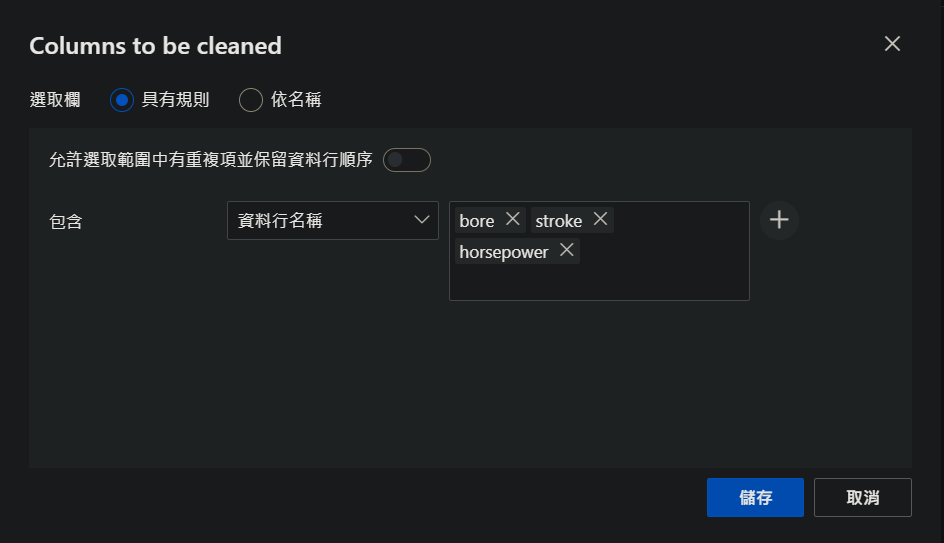 Columns to be cleaned
選取欄 具有規則 依名稱
允許選取範圍中有重複項並保留資料行順序
包含 資料行名稱 bore stroke
horsepower
儲存 取消